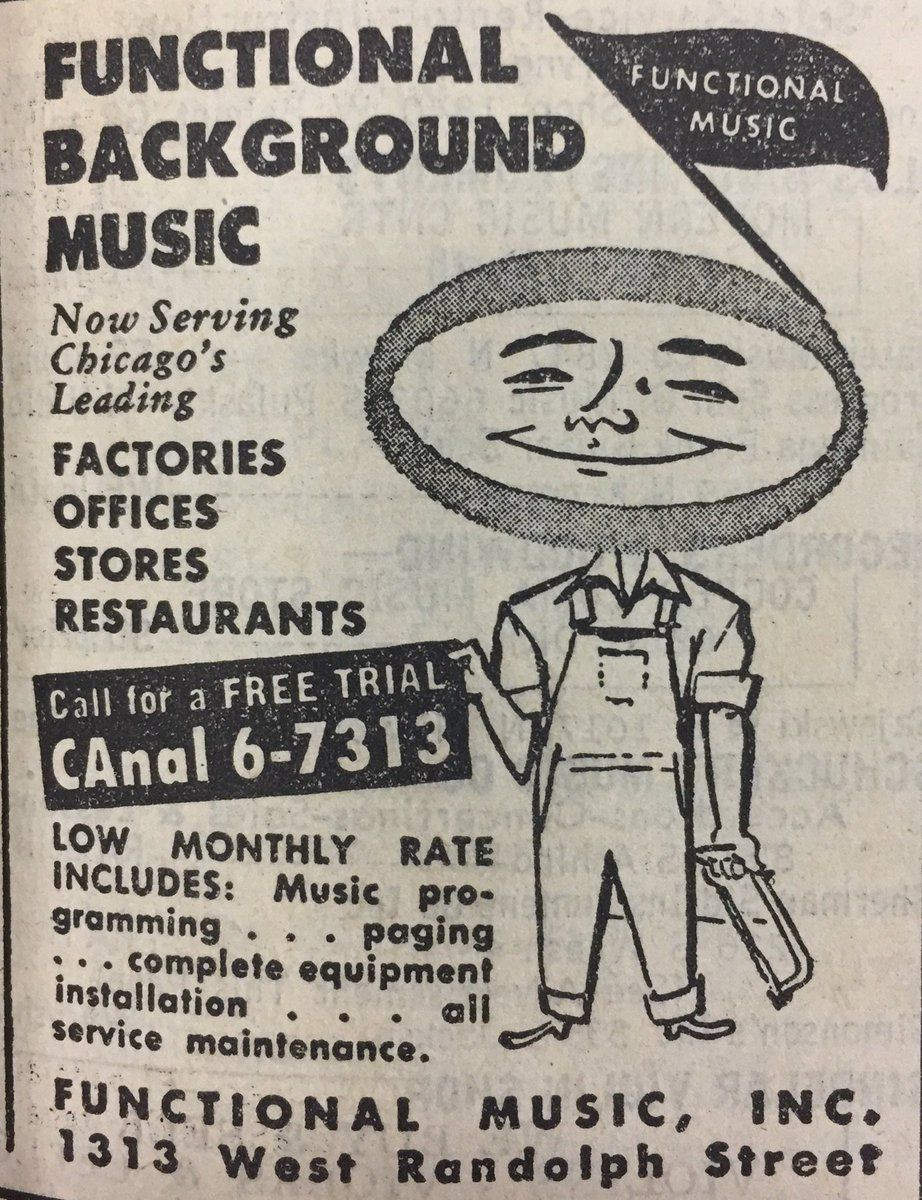 FUNCTIONAL
BACKGROUND
MUSIC
FUNCTIONAL
MUSIC
Now Serving
Chicago's
Leading
FACTORIES
OFFICES
STORES
RESTAURANTS
Call for a FREE TRIAL
CAnal 6-7313
LOW MONTHLY RATE
INCLUDES: Music pro-
gramming . . . paging
. . . complete equipment
installation . . . all
service maintenance.
FUNCTIONAL MUSIC, INC.
1313 West Randolph Street